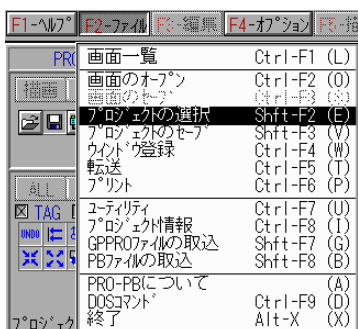 F1-ﾍﾙﾌﾟ F2-ﾌｧｲﾙ F3-編集 F4-ｵﾌﾟｼｮﾝ F5-指
PRO
画面一覧 Ctrl-F1 (L)
描画
画面のｵｰﾌﾟﾝ Ctrl-F2 (O)
画面のｾｰﾌﾞ Ctrl-F3 (S)
ﾌﾟﾛｼﾞｪｸﾄの選択 Shft-F2 (E)
ﾌﾟﾛｼﾞｪｸﾄのｾｰﾌﾞ Shft-F3 (V)
ｳｲﾝﾄﾞｳ登録 Ctrl-F4 (W)
転送 Ctrl-F5 (T)
ﾌﾟﾘﾝﾄ Ctrl-F6 (P)
ALL
TAG
UNDO
ﾕｰﾃｨﾘﾃｨ Ctrl-F7 (U)
ﾌﾟﾛｼﾞｪｸﾄ情報 Ctrl-F8 (I)
GPPROﾌｧｲﾙの取込 Shft-F7 (G)
PBﾌｧｲﾙの取込 Shft-F8 (B)
PRO-PBについて (A)
DOSｺﾏﾝﾄﾞ Ctrl-F9 (D)
終了 Alt-X (X)
ﾌﾟﾛｼﾞｪｸ